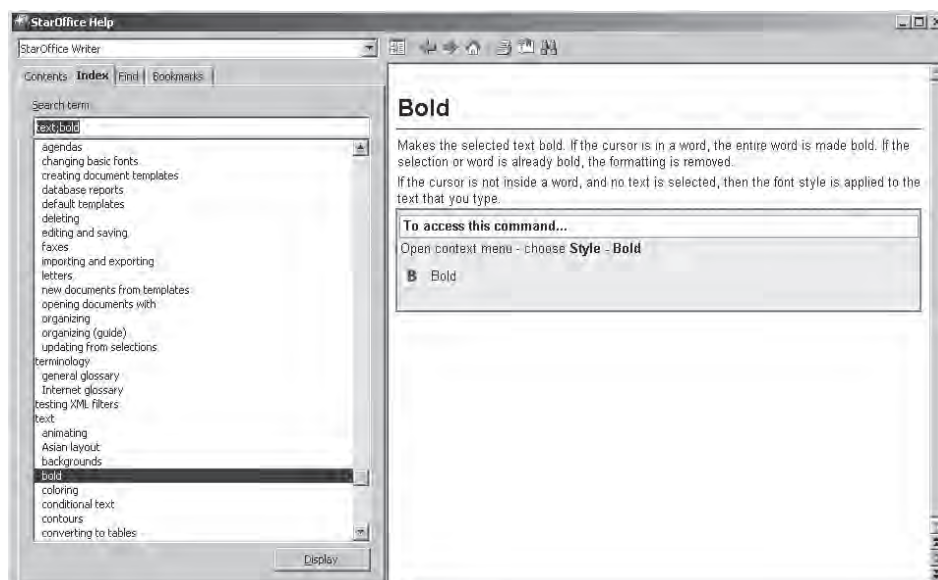 StarOffice Help
StarOffice Writer
Contents Index Find Bookmarks
Search term
text;bold
agendas
changing basic fonts
creating document templates
database reports
default templates
deleting
editing and saving
faxes
importing and exporting
letters
new documents from templates
opening documents with
organizing
organizing (guide)
updating from selections
terminology
general glossary
Internet glossary
testing XML filters
text
animating
Asian layout
backgrounds
bold
coloring
conditional text
contours
converting to tables
Display
Bold
Makes the selected text bold. If the cursor is in a word, the entire word is made bold. If the
selection or word is already bold, the formatting is removed.
If the cursor is not inside a word, and no text is selected, then the font style is applied to the
text that you type.
To access this command...
Open context menu - choose Style - Bold
B Bold